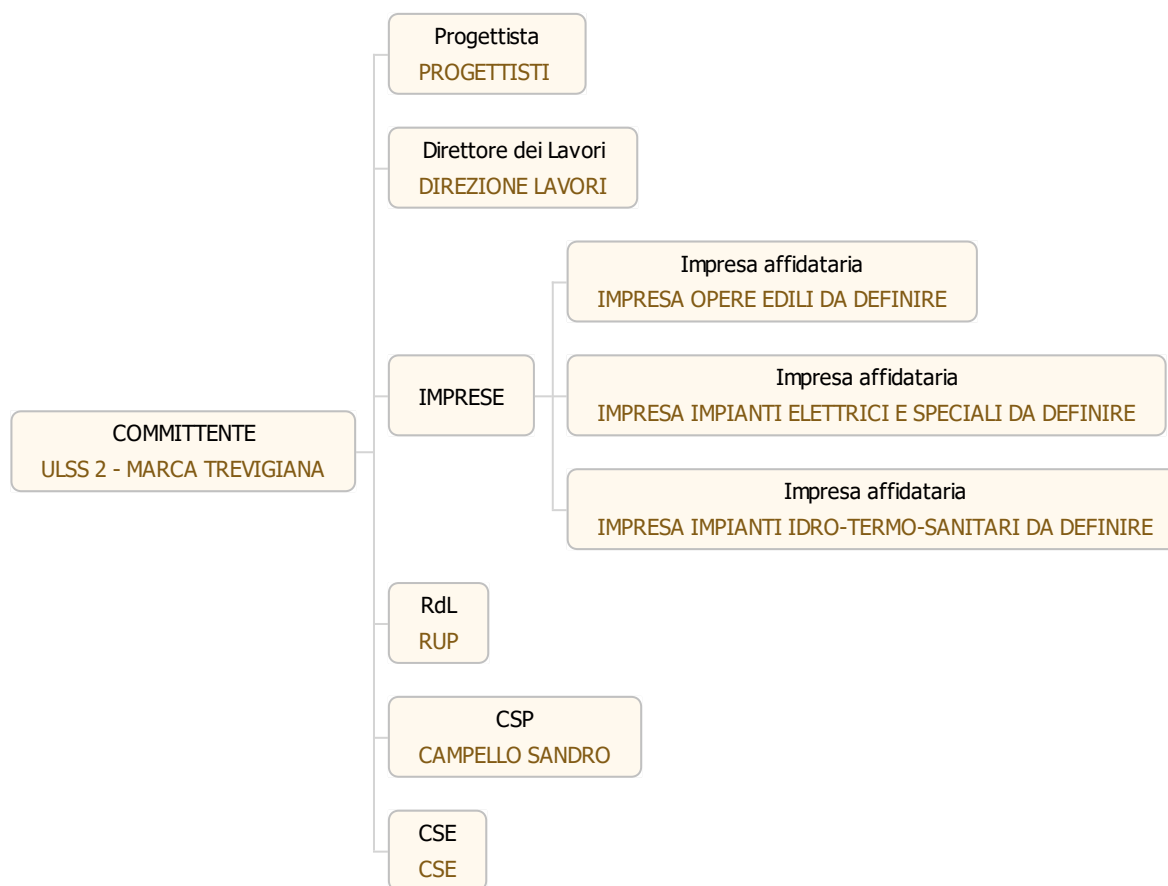 Progettista
PROGETTISTI
Direttore dei Lavori
DIREZIONE LAVORI
Impresa affidataria
IMPRESA OPERE EDILI DA DEFINIRE
IMPRESE
Impresa affidataria
IMPRESA IMPIANTI ELETTRICI E SPECIALI DA DEFINIRE
COMMITTENTE
ULSS 2 - MARCA TREVIGIANA
Impresa affidataria
IMPRESA IMPIANTI IDRO-TERMO-SANITARI DA DEFINIRE
RdL
RUP
CSP
CAMPELLO SANDRO
CSE
CSE